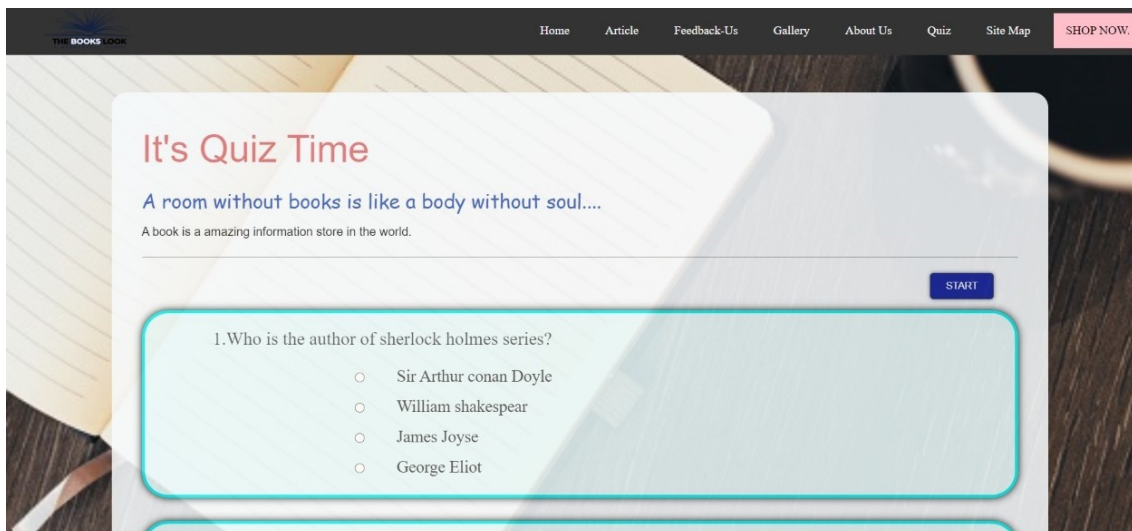 THE BOOKS LOOK
Home Article Feedback-Us Gallery About Us Quiz Site Map SHOP NOW.
It's Quiz Time
A room without books is like a body without soul....
A book is a amazing information store in the world.
START
1.Who is the author of sherlock holmes series?
Sir Arthur conan Doyle
William shakespear
James Joyse
George Eliot